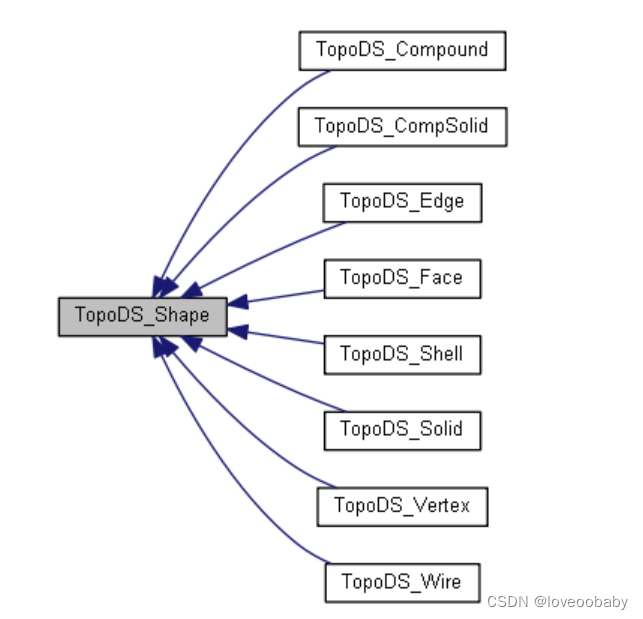 TopoDS_Compound
TopoDS_CompSolid
TopoDS_Edge
TopoDS_Face
TopoDS_Shape
TopoDS_Shell
TopoDS_Solid
TopoDS_Vertex
TopoDS_Wire
CSDN @loveoobaby